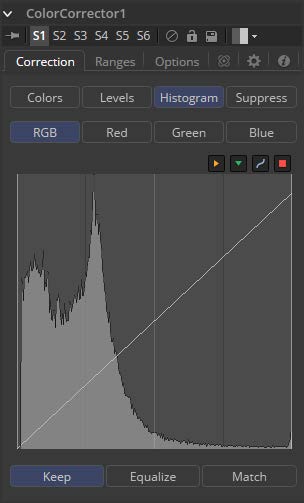 ColorCorrector1
S1 S2 S3 S4 S5 S6
Correction Ranges Options
Colors Levels Histogram Suppress
RGB Red Green Blue
Keep Equalize Match